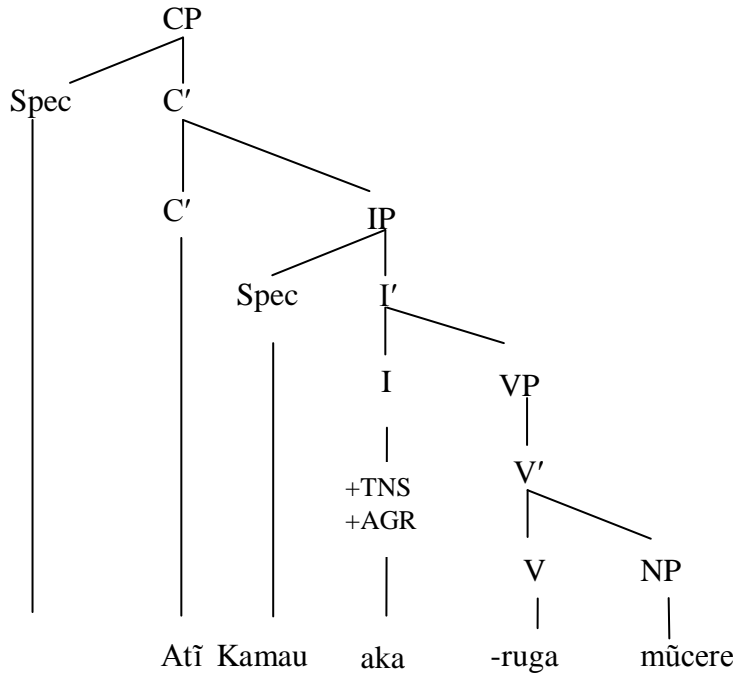 CP
Spec C′
C′ IP
Spec I′
I VP
+TNS V′
+AGR
V NP
Atĩ Kamau aka -ruga mũcere